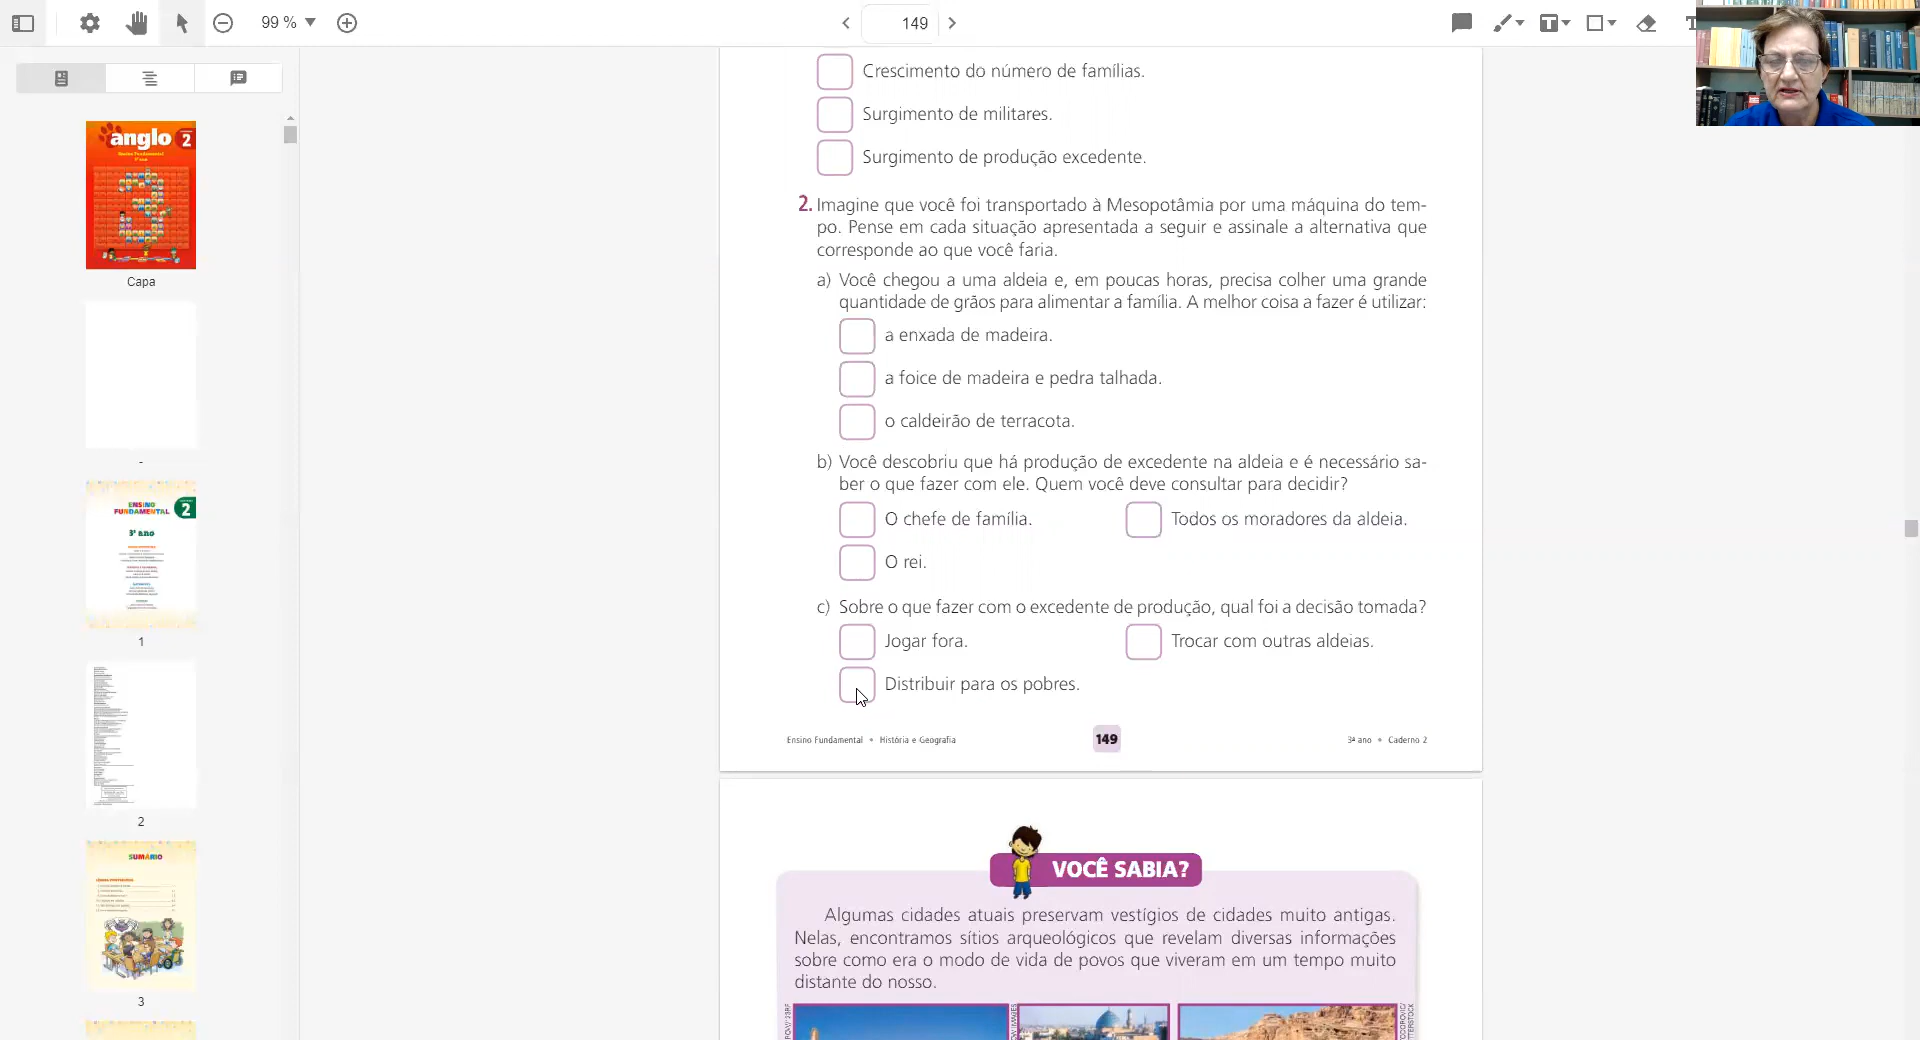 99 %
149
Crescimento do número de famílias.
Surgimento de militares.
Surgimento de produção excedente.
2. Imagine que você foi transportado à Mesopotâmia por uma máquina do tem-
po. Pense em cada situação apresentada a seguir e assinale a alternativa que
corresponde ao que você faria.
a) Você chegou a uma aldeia e, em poucas horas, precisa colher uma grande
quantidade de grãos para alimentar a família. A melhor coisa a fazer é utilizar:
a enxada de madeira.
a foice de madeira e pedra talhada.
o caldeirão de terracota.
b) Você descobriu que há produção de excedente na aldeia e é necessário sa-
ber o que fazer com ele. Quem você deve consultar para decidir?
O chefe de família.
Todos os moradores da aldeia.
O rei.
c) Sobre o que fazer com o excedente de produção, qual foi a decisão tomada?
Jogar fora.
Trocar com outras aldeias.
Distribuir para os pobres.
Ensino Fundamental • História e Geografia
149
3º ano • Caderno 2
VOCÊ SABIA?
Algumas cidades atuais preservam vestígios de cidades muito antigas.
Nelas, encontramos sítios arqueológicos que revelam diversas informações
sobre como era o modo de vida de povos que viveram em um tempo muito
distante do nosso.
anglo 2
Capa
-
ENSINO
FUNDAMENTAL 2
3º ano
1
2
SUMÁRIO
3